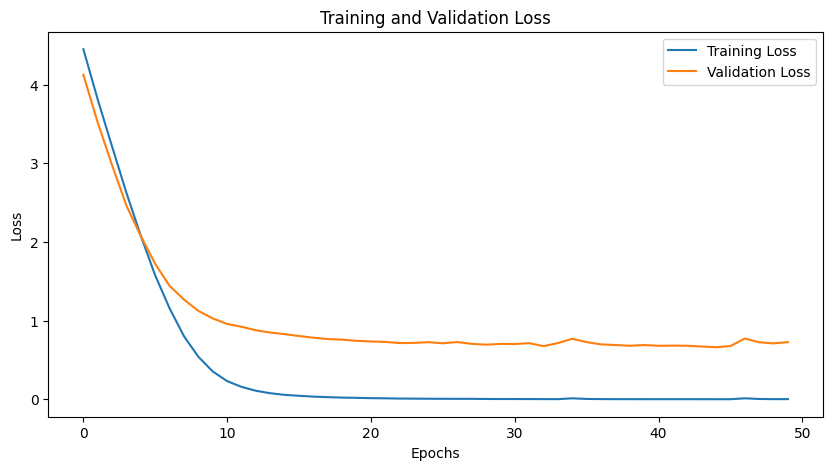 Training and Validation Loss
Training Loss
Validation Loss
Loss
4
3
2
1
0
0 10 20 30 40 50
Epochs